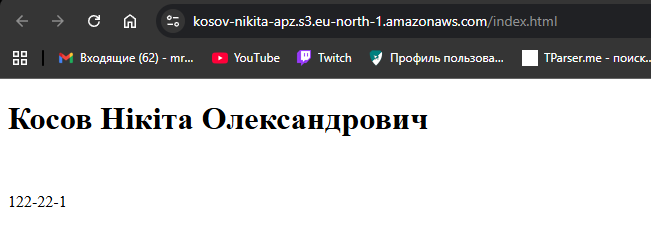 kosov-nikita-apz.s3.eu-north-1.amazonaws.com/index.html
Входящие (62) - mr... YouTube Twitch Профиль пользова... TParser.me - поиск...
Косов Нікіта Олександрович
122-22-1